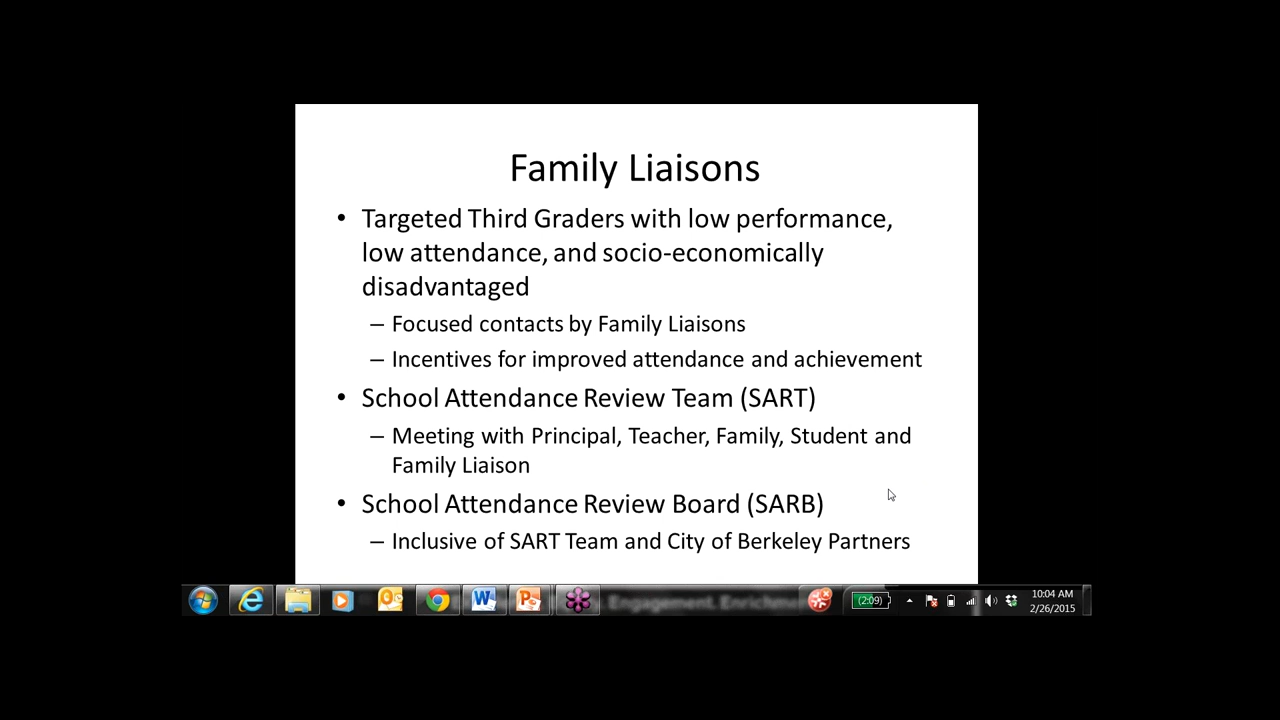 Family Liaisons
• Targeted Third Graders with low performance,
low attendance, and socio-economically
disadvantaged
– Focused contacts by Family Liaisons
– Incentives for improved attendance and achievement
• School Attendance Review Team (SART)
– Meeting with Principal, Teacher, Family, Student and
Family Liaison
• School Attendance Review Board (SARB)
– Inclusive of SART Team and City of Berkeley Partners
Engagement. Enrichme
(2:09)
10:04 AM
2/26/2015